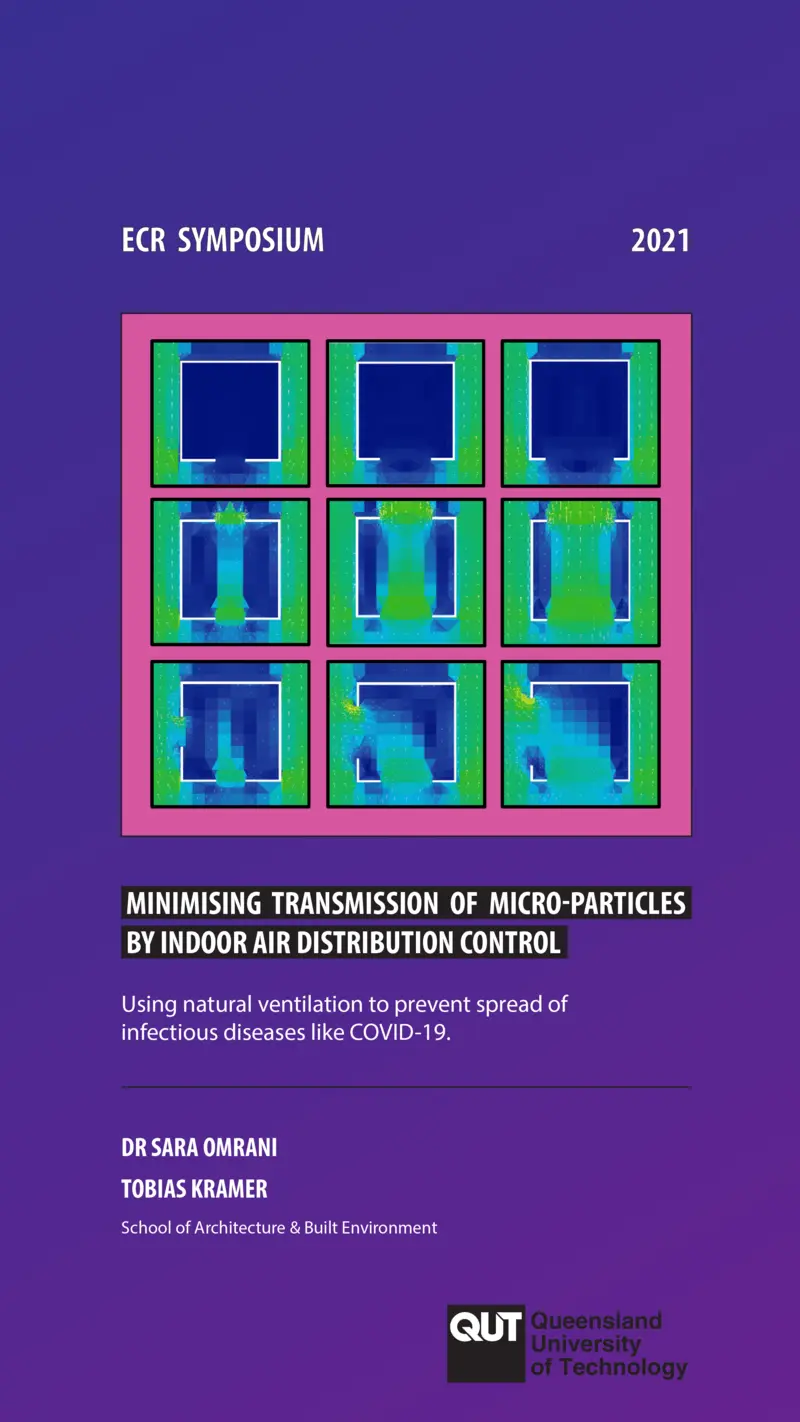 ECR SYMPOSIUM 2021
MINIMISING TRANSMISSION OF MICRO-PARTICLES
BY INDOOR AIR DISTRIBUTION CONTROL
Using natural ventilation to prevent spread of
infectious diseases like COVID-19.
DR SARA OMRANI
TOBIAS KRAMER
School of Architecture & Built Environment
QUT Queensland
University
of Technology